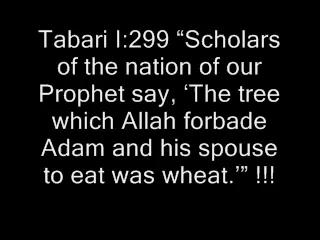 Tabari I:299 “Scholars
of the nation of our
Prophet say, ‘The tree
which Allah forbade
Adam and his spouse
to eat was wheat.’” !!!